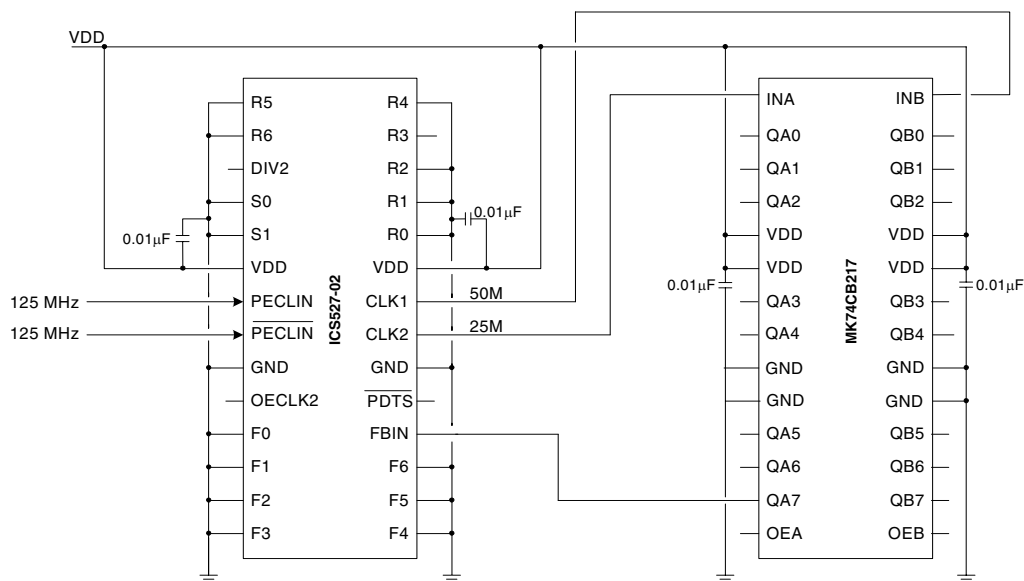 VDD
R5
R6
DIV2
S0
S1
VDD
PECLIN
PECLIN
GND
OECLK2
F0
F1
F2
F3
R4
R3
R2
R1
R0
VDD
CLK1
CLK2
GND
PDTS
FBIN
F6
F5
F4
ICS527-02
0.01µF
0.01µF
125 MHz
125 MHz
50M
25M
INA
QA0
QA1
QA2
VDD
VDD
QA3
QA4
GND
GND
QA5
QA6
QA7
OEA
INB
QB0
QB1
QB2
VDD
VDD
QB3
QB4
GND
GND
QB5
QB6
QB7
OEB
MK74CB217
0.01µF
0.01µF